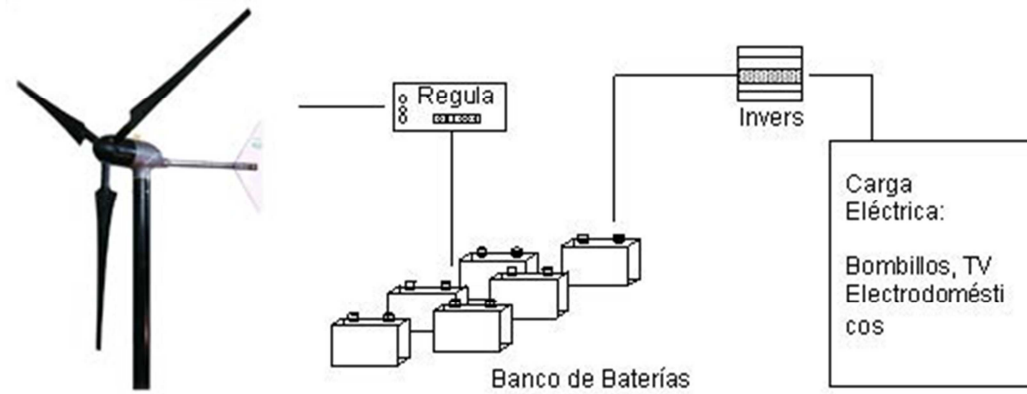 Regula
Invers
Carga
Eléctrica:
Bombillos, TV
Electrodomésti
cos
Banco de Baterías